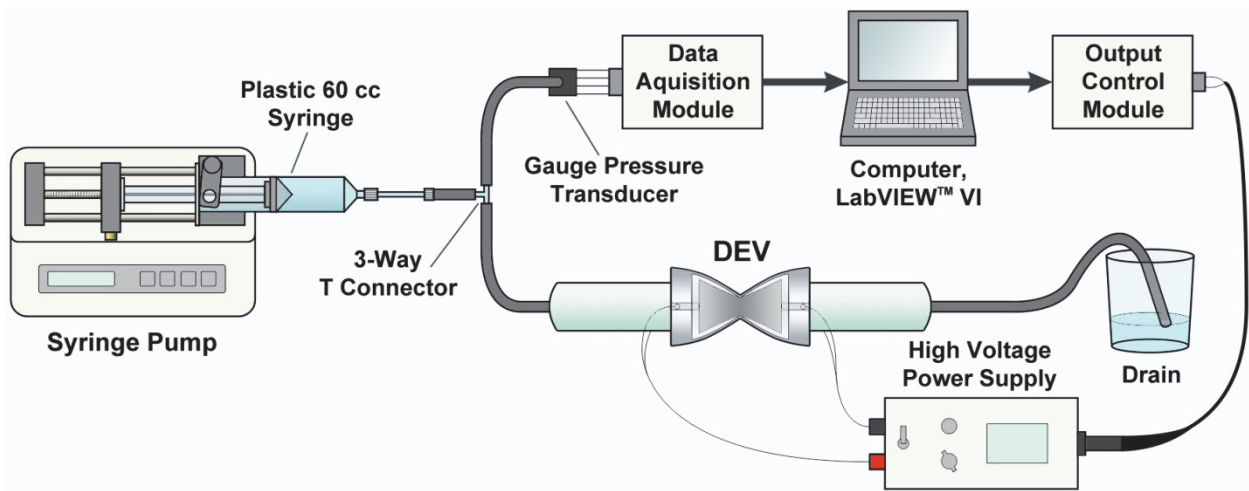 Plastic 60 cc
Syringe
Data
Aquisition
Module
Output
Control
Module
Gauge Pressure
Transducer
Computer,
LabVIEW™ VI
3-Way
T Connector
DEV
Syringe Pump
High Voltage
Power Supply
Drain